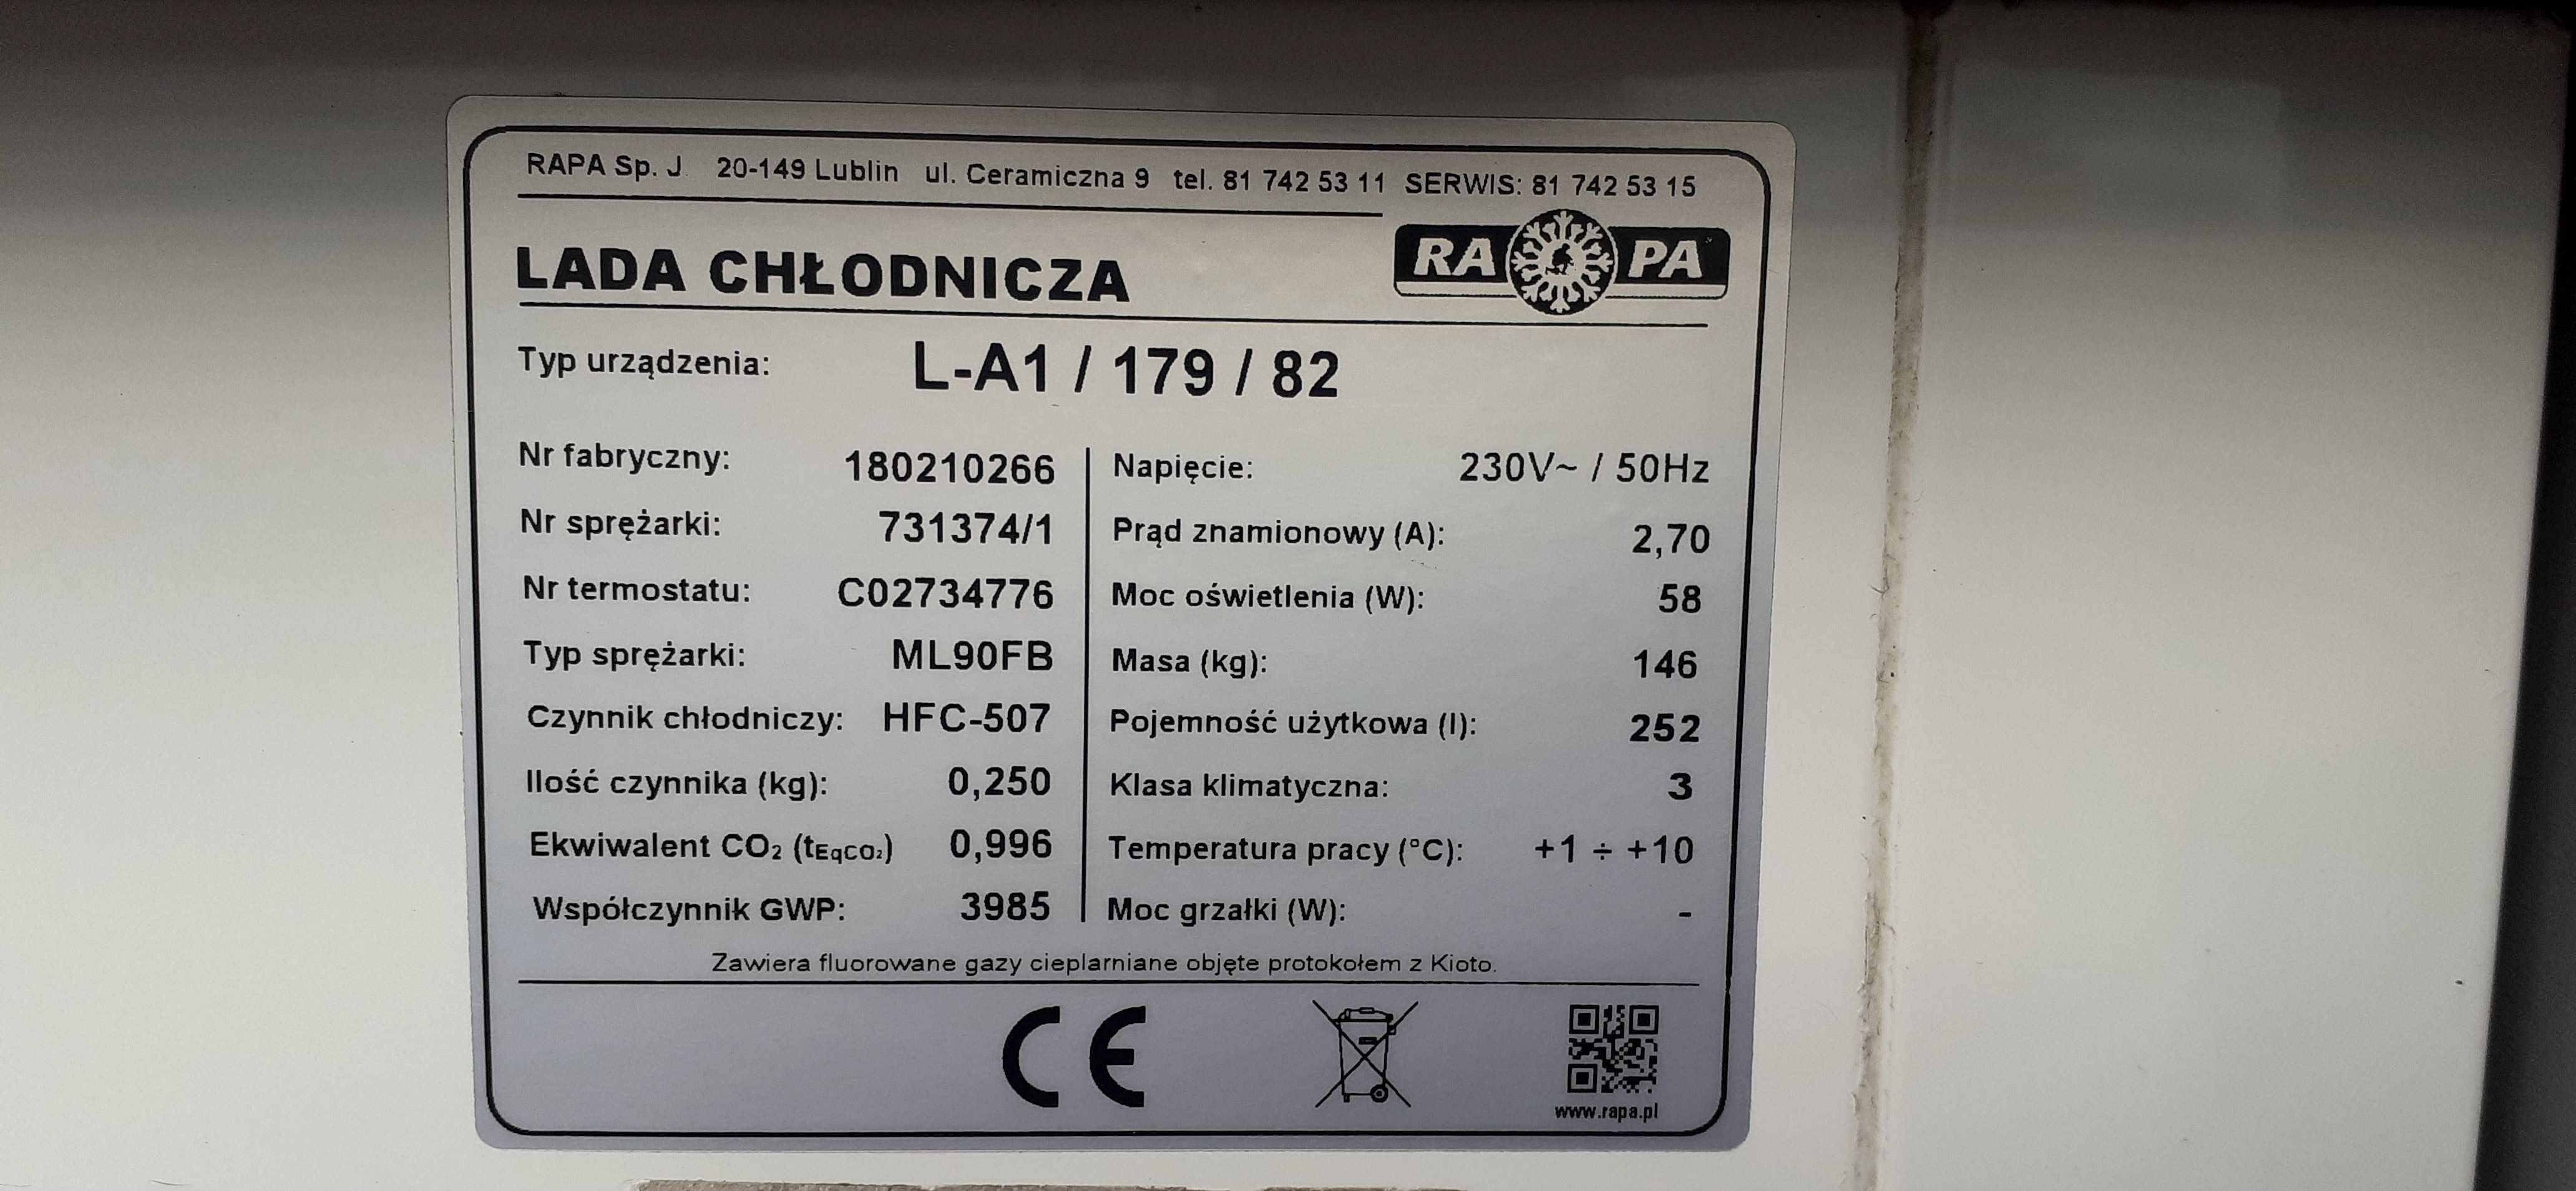 RAPA Sp. J. 20-149 Lublin ul. Ceramiczna 9 tel. 81 742 53 11 SERWIS: 81 742 53 15
LADA CHŁODNICZA
RAPA
Typ urządzenia: L-A1 / 179 / 82
Nr fabryczny: 180210266
Nr sprężarki: 731374/1
Nr termostatu: C02734776
Typ sprężarki: ML90FB
Czynnik chłodniczy: HFC-507
Ilość czynnika (kg): 0,250
Ekwiwalent CO₂ (tEqCO₂) 0,996
Współczynnik GWP: 3985
Napięcie: 230V~ / 50Hz
Prąd znamionowy (A): 2,70
Moc oświetlenia (W): 58
Masa (kg): 146
Pojemność użytkowa (l): 252
Klasa klimatyczna: 3
Temperatura pracy (°C): +1 ÷ +10
Moc grzałki (W): -
Zawiera fluorowane gazy cieplarniane objęte protokołem z Kioto.
CE
www.rapa.pl